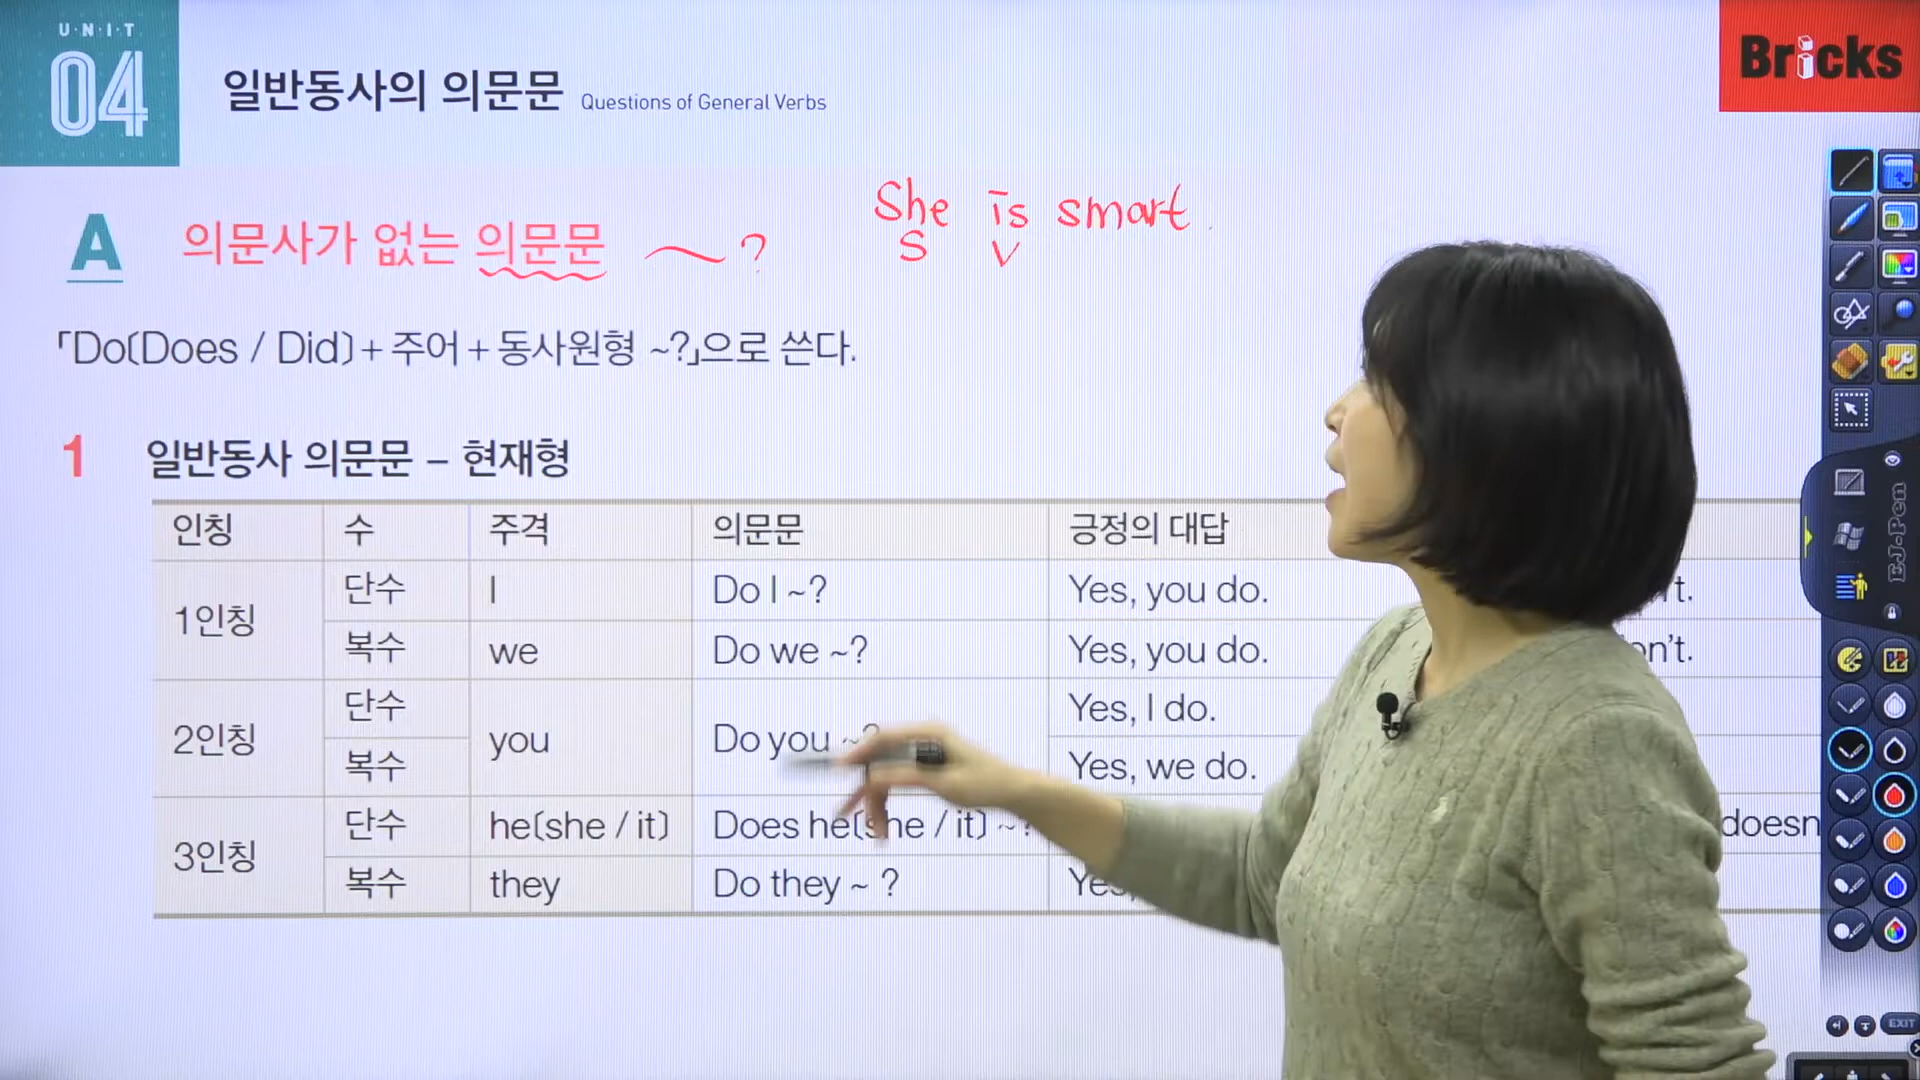 U·N·I·T
04
일반동사의 의문문 Questions of General Verbs
Bricks
A 의문사가 없는 의문문 ~ ?
She is smart.
S V
「Do(Does / Did) + 주어 + 동사원형 ~?」으로 쓴다.
1 일반동사 의문문 – 현재형
인칭 수 주격 의문문 긍정의 대답
1인칭 단수 I Do I ~? Yes, you do.
복수 we Do we ~? Yes, you do.
2인칭 단수 you Do you ~? Yes, I do.
복수 Yes, we do.
3인칭 단수 he(she / it) Does he(she / it) ~?
복수 they Do they ~ ?
EJ-Pen
EXIT